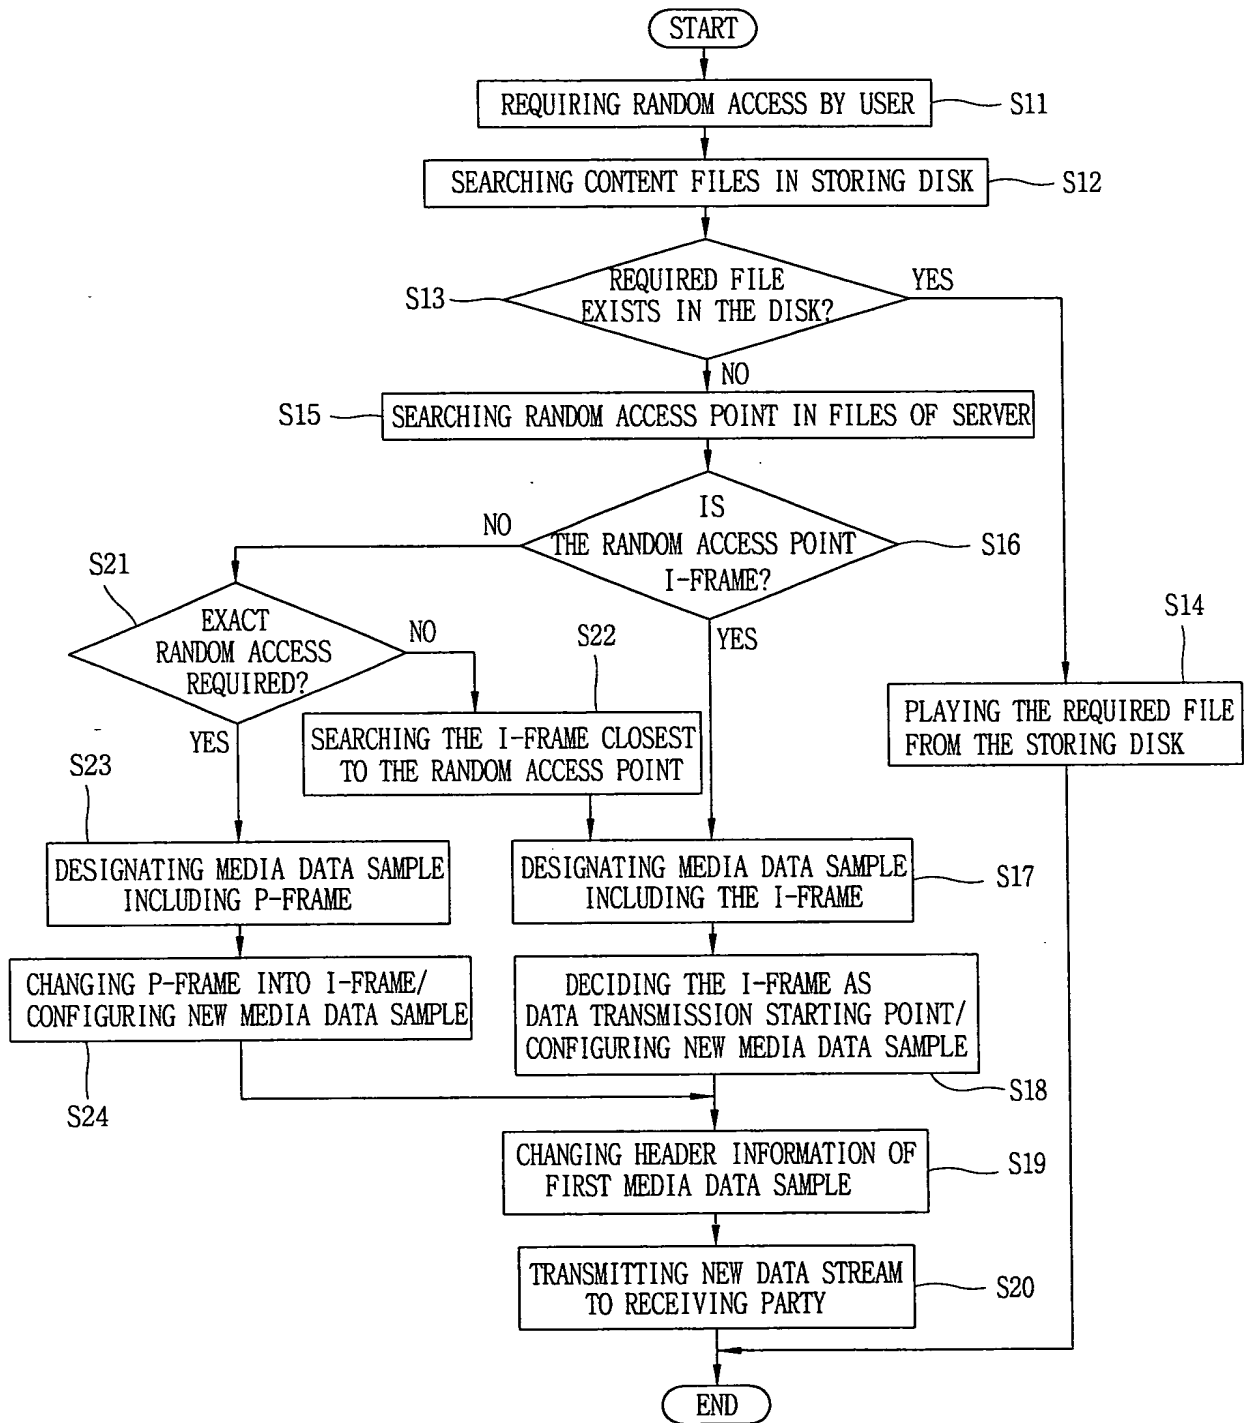 START
REQUIRING RANDOM ACCESS BY USER
S11
SEARCHING CONTENT FILES IN STORING DISK
S12
REQUIRED FILE
EXISTS IN THE DISK?
S13
YES
NO
SEARCHING RANDOM ACCESS POINT IN FILES OF SERVER
S15
IS
THE RANDOM ACCESS POINT
I-FRAME?
S16
NO
YES
S21
EXACT
RANDOM ACCESS
REQUIRED?
NO
YES
S22
SEARCHING THE I-FRAME CLOSEST
TO THE RANDOM ACCESS POINT
S14
PLAYING THE REQUIRED FILE
FROM THE STORING DISK
S23
DESIGNATING MEDIA DATA SAMPLE
INCLUDING P-FRAME
DESIGNATING MEDIA DATA SAMPLE
INCLUDING THE I-FRAME
S17
CHANGING P-FRAME INTO I-FRAME/
CONFIGURING NEW MEDIA DATA SAMPLE
S24
DECIDING THE I-FRAME AS
DATA TRANSMISSION STARTING POINT/
CONFIGURING NEW MEDIA DATA SAMPLE
S18
CHANGING HEADER INFORMATION OF
FIRST MEDIA DATA SAMPLE
S19
TRANSMITTING NEW DATA STREAM
TO RECEIVING PARTY
S20
END